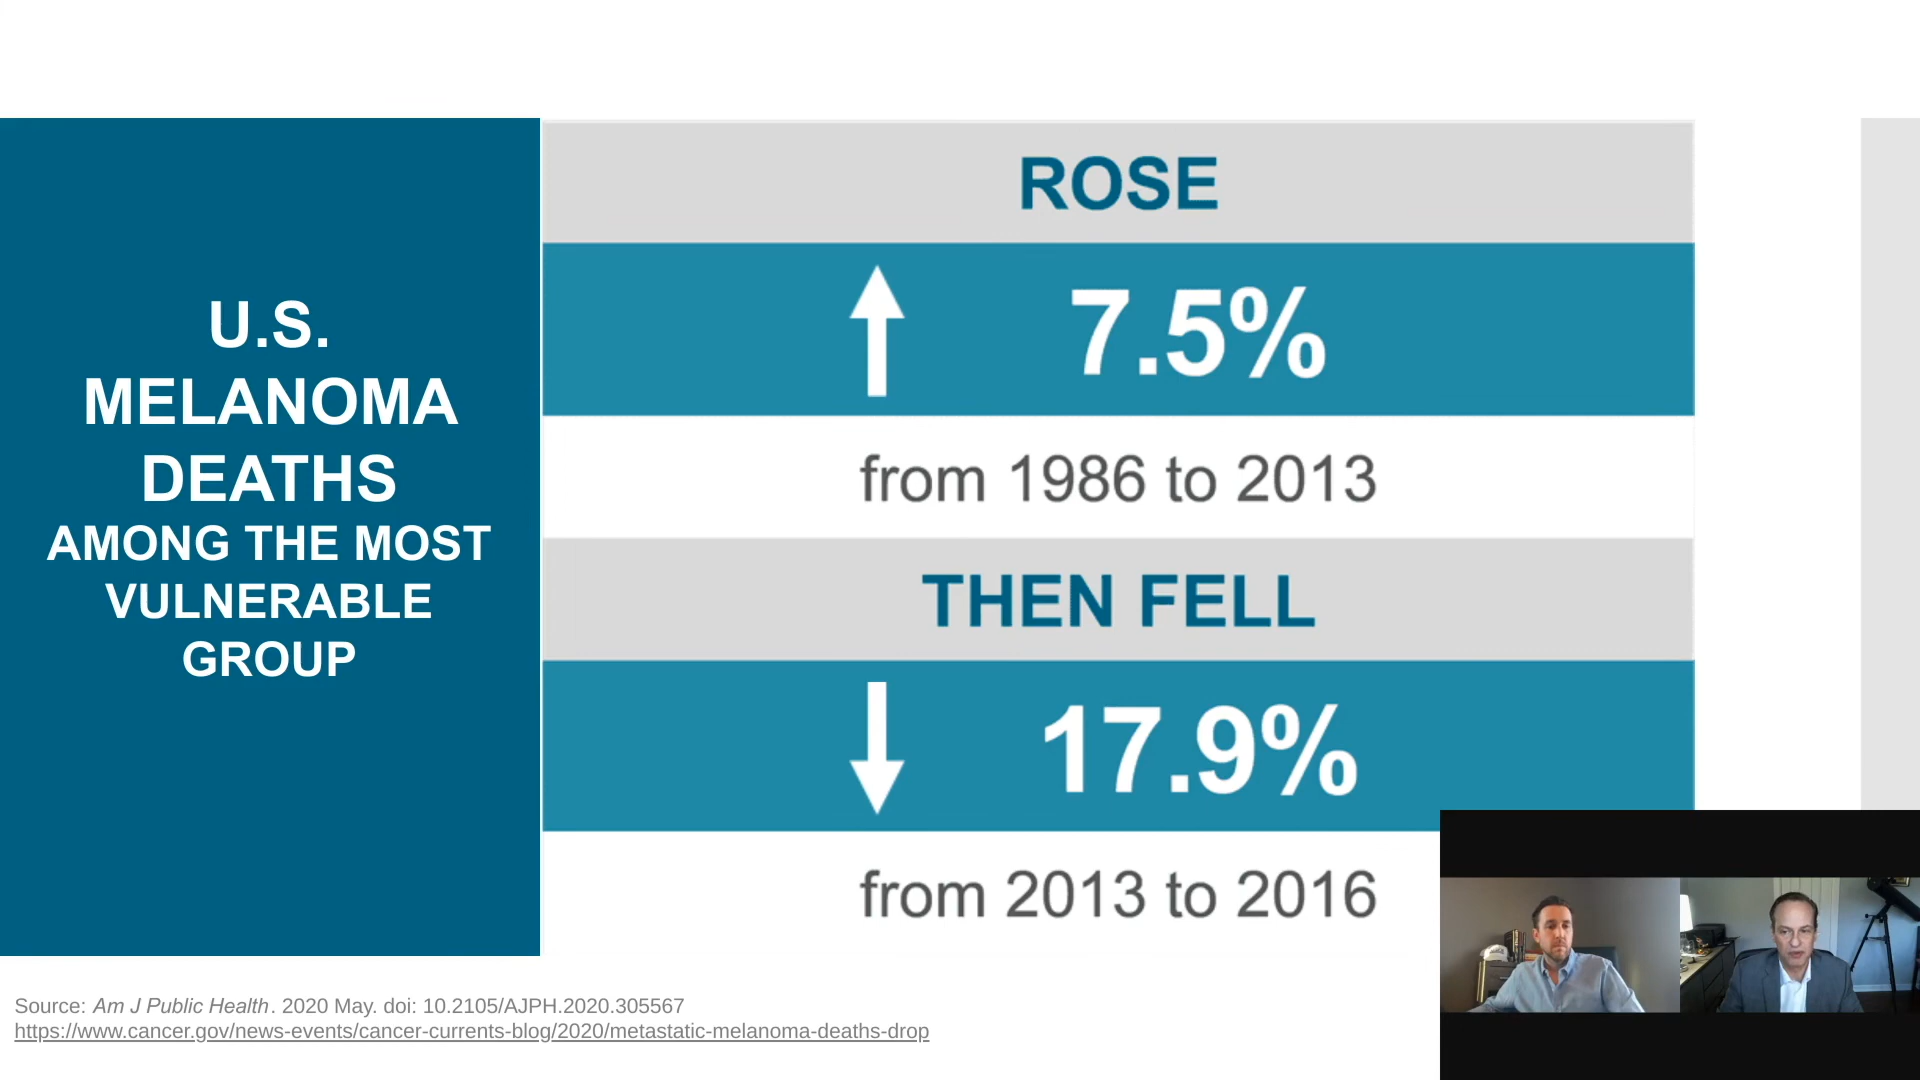 U.S.
MELANOMA
DEATHS
AMONG THE MOST
VULNERABLE
GROUP
ROSE
7.5%
from 1986 to 2013
THEN FELL
17.9%
from 2013 to 2016
Source: Am J Public Health. 2020 May. doi: 10.2105/AJPH.2020.305567
https://www.cancer.gov/news-events/cancer-currents-blog/2020/metastatic-melanoma-deaths-drop